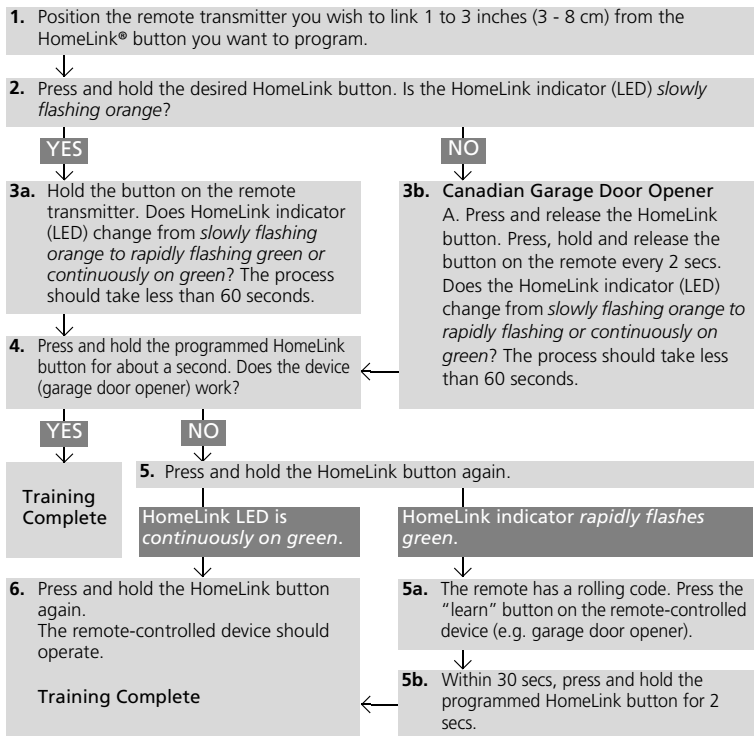 1. Position the remote transmitter you wish to link 1 to 3 inches (3 - 8 cm) from the
HomeLink® button you want to program.
2. Press and hold the desired HomeLink button. Is the HomeLink indicator (LED) slowly
flashing orange?
YES
NO
3a. Hold the button on the remote
transmitter. Does HomeLink indicator
(LED) change from slowly flashing
orange to rapidly flashing green or
continuously on green? The process
should take less than 60 seconds.
3b. Canadian Garage Door Opener
A. Press and release the HomeLink
button. Press, hold and release the
button on the remote every 2 secs.
Does the HomeLink indicator (LED)
change from slowly flashing orange to
rapidly flashing or continuously on
green? The process should take less
than 60 seconds.
4. Press and hold the programmed HomeLink
button for about a second. Does the device
(garage door opener) work?
YES
NO
Training
Complete
5. Press and hold the HomeLink button again.
HomeLink LED is
continuously on green.
HomeLink indicator rapidly flashes
green.
6. Press and hold the HomeLink button
again.
The remote-controlled device should
operate.
Training Complete
5a. The remote has a rolling code. Press the
“learn” button on the remote-controlled
device (e.g. garage door opener).
5b. Within 30 secs, press and hold the
programmed HomeLink button for 2
secs.